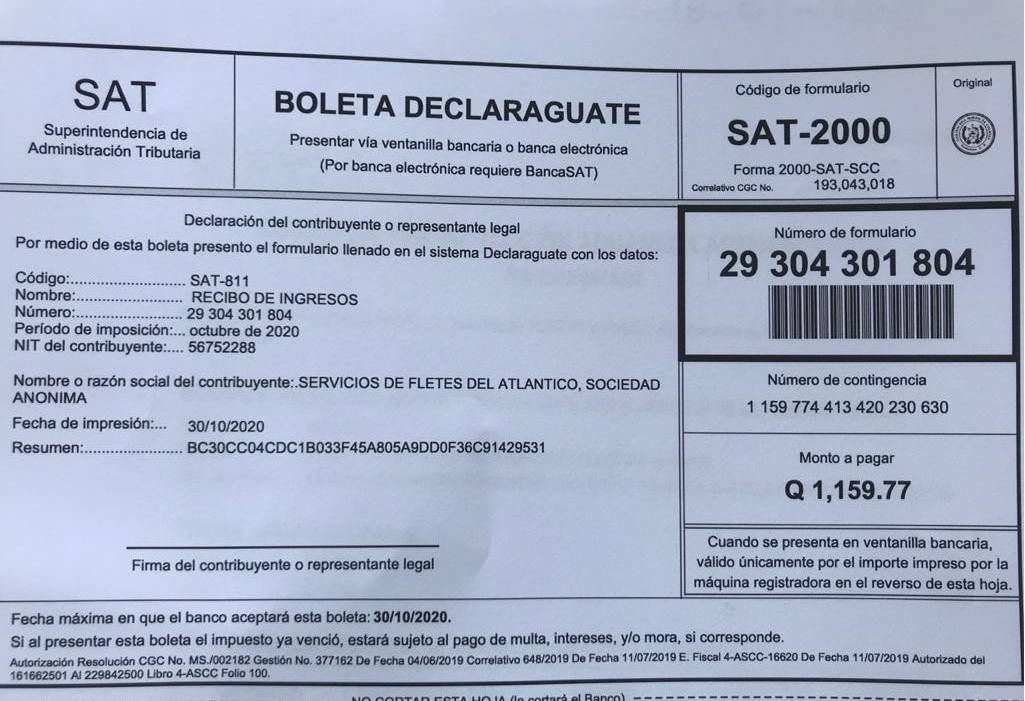 SAT
Superintendencia de
Administración Tributaria
BOLETA DECLARAGUATE
Presentar vía ventanilla bancaria o banca electrónica
(Por banca electrónica requiere BancaSAT)
Código de formulario
SAT-2000
Forma 2000-SAT-SCC
Correlativo CGC No. 193,043,018
Original
Declaración del contribuyente o representante legal
Por medio de esta boleta presento el formulario llenado en el sistema Declaraguate con los datos:
Código:........................... SAT-811
Nombre:......................... RECIBO DE INGRESOS
Número:......................... 29 304 301 804
Período de imposición:... octubre de 2020
NIT del contribuyente:.... 56752288
Nombre o razón social del contribuyente:.SERVICIOS DE FLETES DEL ATLANTICO, SOCIEDAD
ANONIMA
Fecha de impresión:... 30/10/2020
Resumen:....................... BC30CC04CDC1B033F45A805A9DD0F36C91429531
Firma del contribuyente o representante legal
Número de formulario
29 304 301 804
Número de contingencia
1 159 774 413 420 230 630
Monto a pagar
Q 1,159.77
Cuando se presenta en ventanilla bancaria,
válido únicamente por el importe impreso por la
máquina registradora en el reverso de esta hoja.
Fecha máxima en que el banco aceptará esta boleta: 30/10/2020.
Si al presentar esta boleta el impuesto ya venció, estará sujeto al pago de multa, intereses, y/o mora, si corresponde.
Autorización Resolución CGC No. MS./002182 Gestión No. 377162 De Fecha 04/06/2019 Correlativo 648/2019 De Fecha 11/07/2019 E. Fiscal 4-ASCC-16620 De Fecha 11/07/2019 Autorizado del
161662501 Al 229842500 Libro 4-ASCC Folio 100.
NO CORTAR ESTA HOJA (la cortará el Banco)